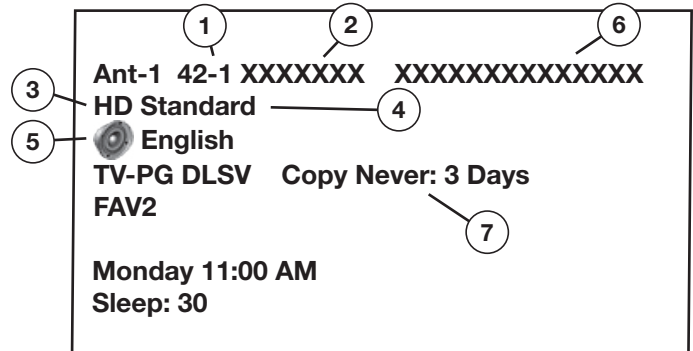 1 2 6
Ant-1 42-1 XXXXXXX XXXXXXXXXXXXXX
3 HD Standard 4
5 English
TV-PG DLSV Copy Never: 3 Days
FAV2 7
Monday 11:00 AM
Sleep: 30